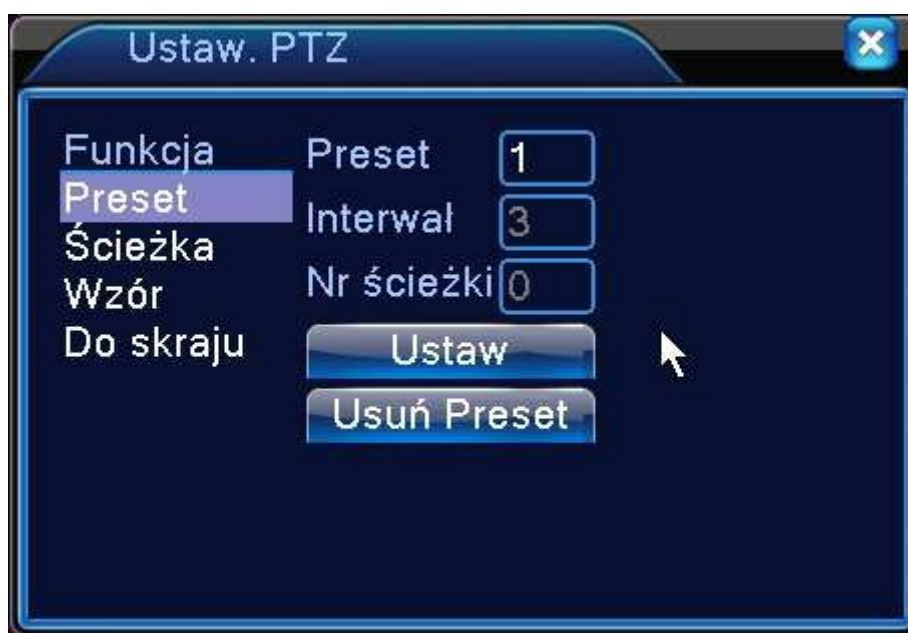 Ustaw. PTZ
Funkcja
Preset
Ścieżka
Wzór
Do skraju
Preset 1
Interwał 3
Nr ścieżki 0
Ustaw
Usuń Preset